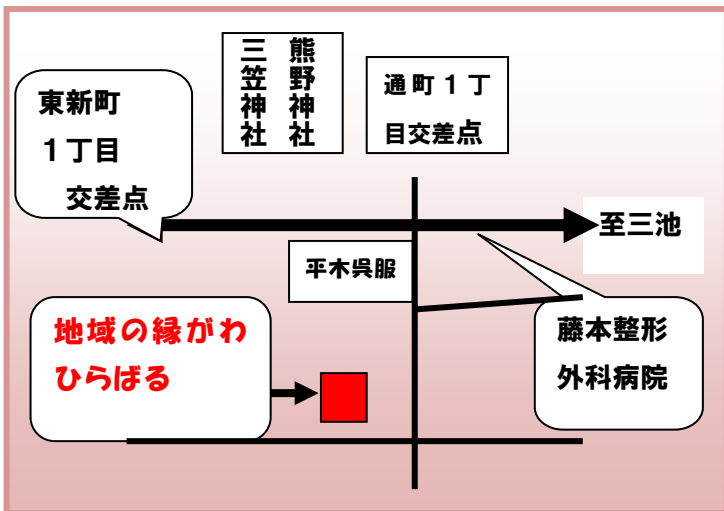 熊野神社
三笠神社
通町１丁
目交差点
東新町
１丁目
交差点
至三池
平木呉服
地域の縁がわ
ひらばる
藤本整形
外科病院